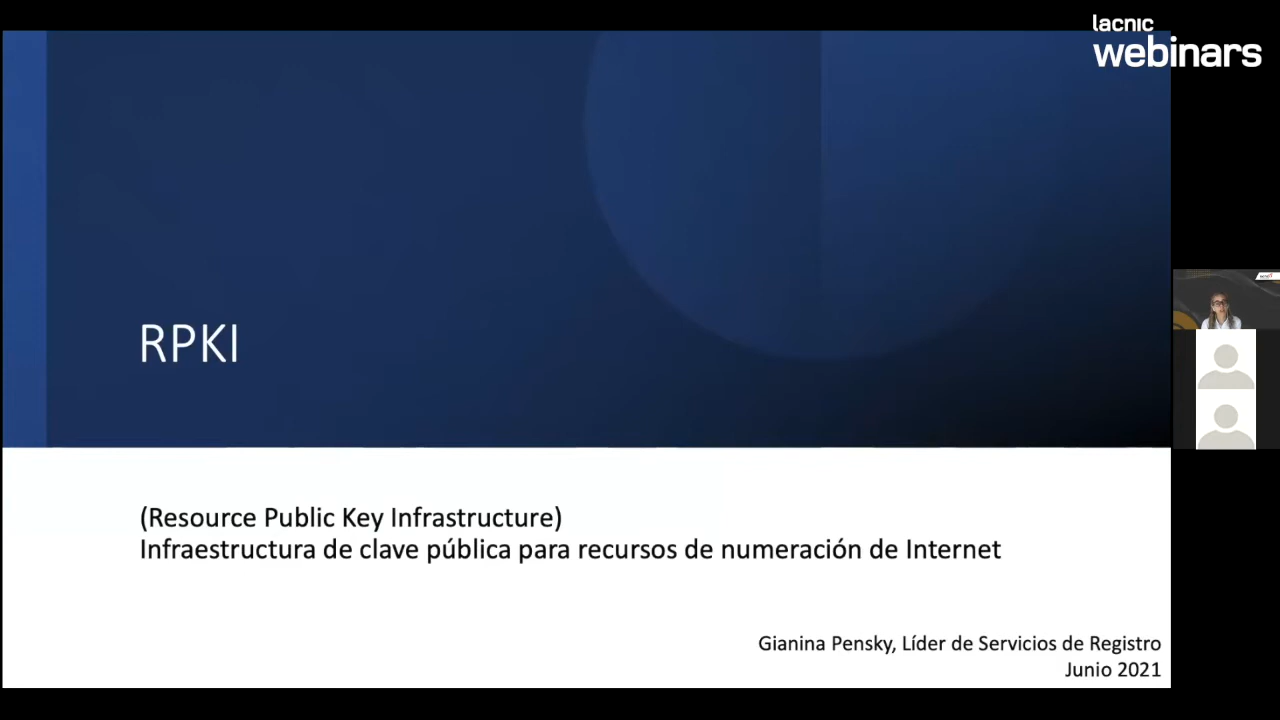 lacnic
webinars
RPKI
(Resource Public Key Infrastructure)
Infraestructura de clave pública para recursos de numeración de Internet
Gianina Pensky, Líder de Servicios de Registro
Junio 2021